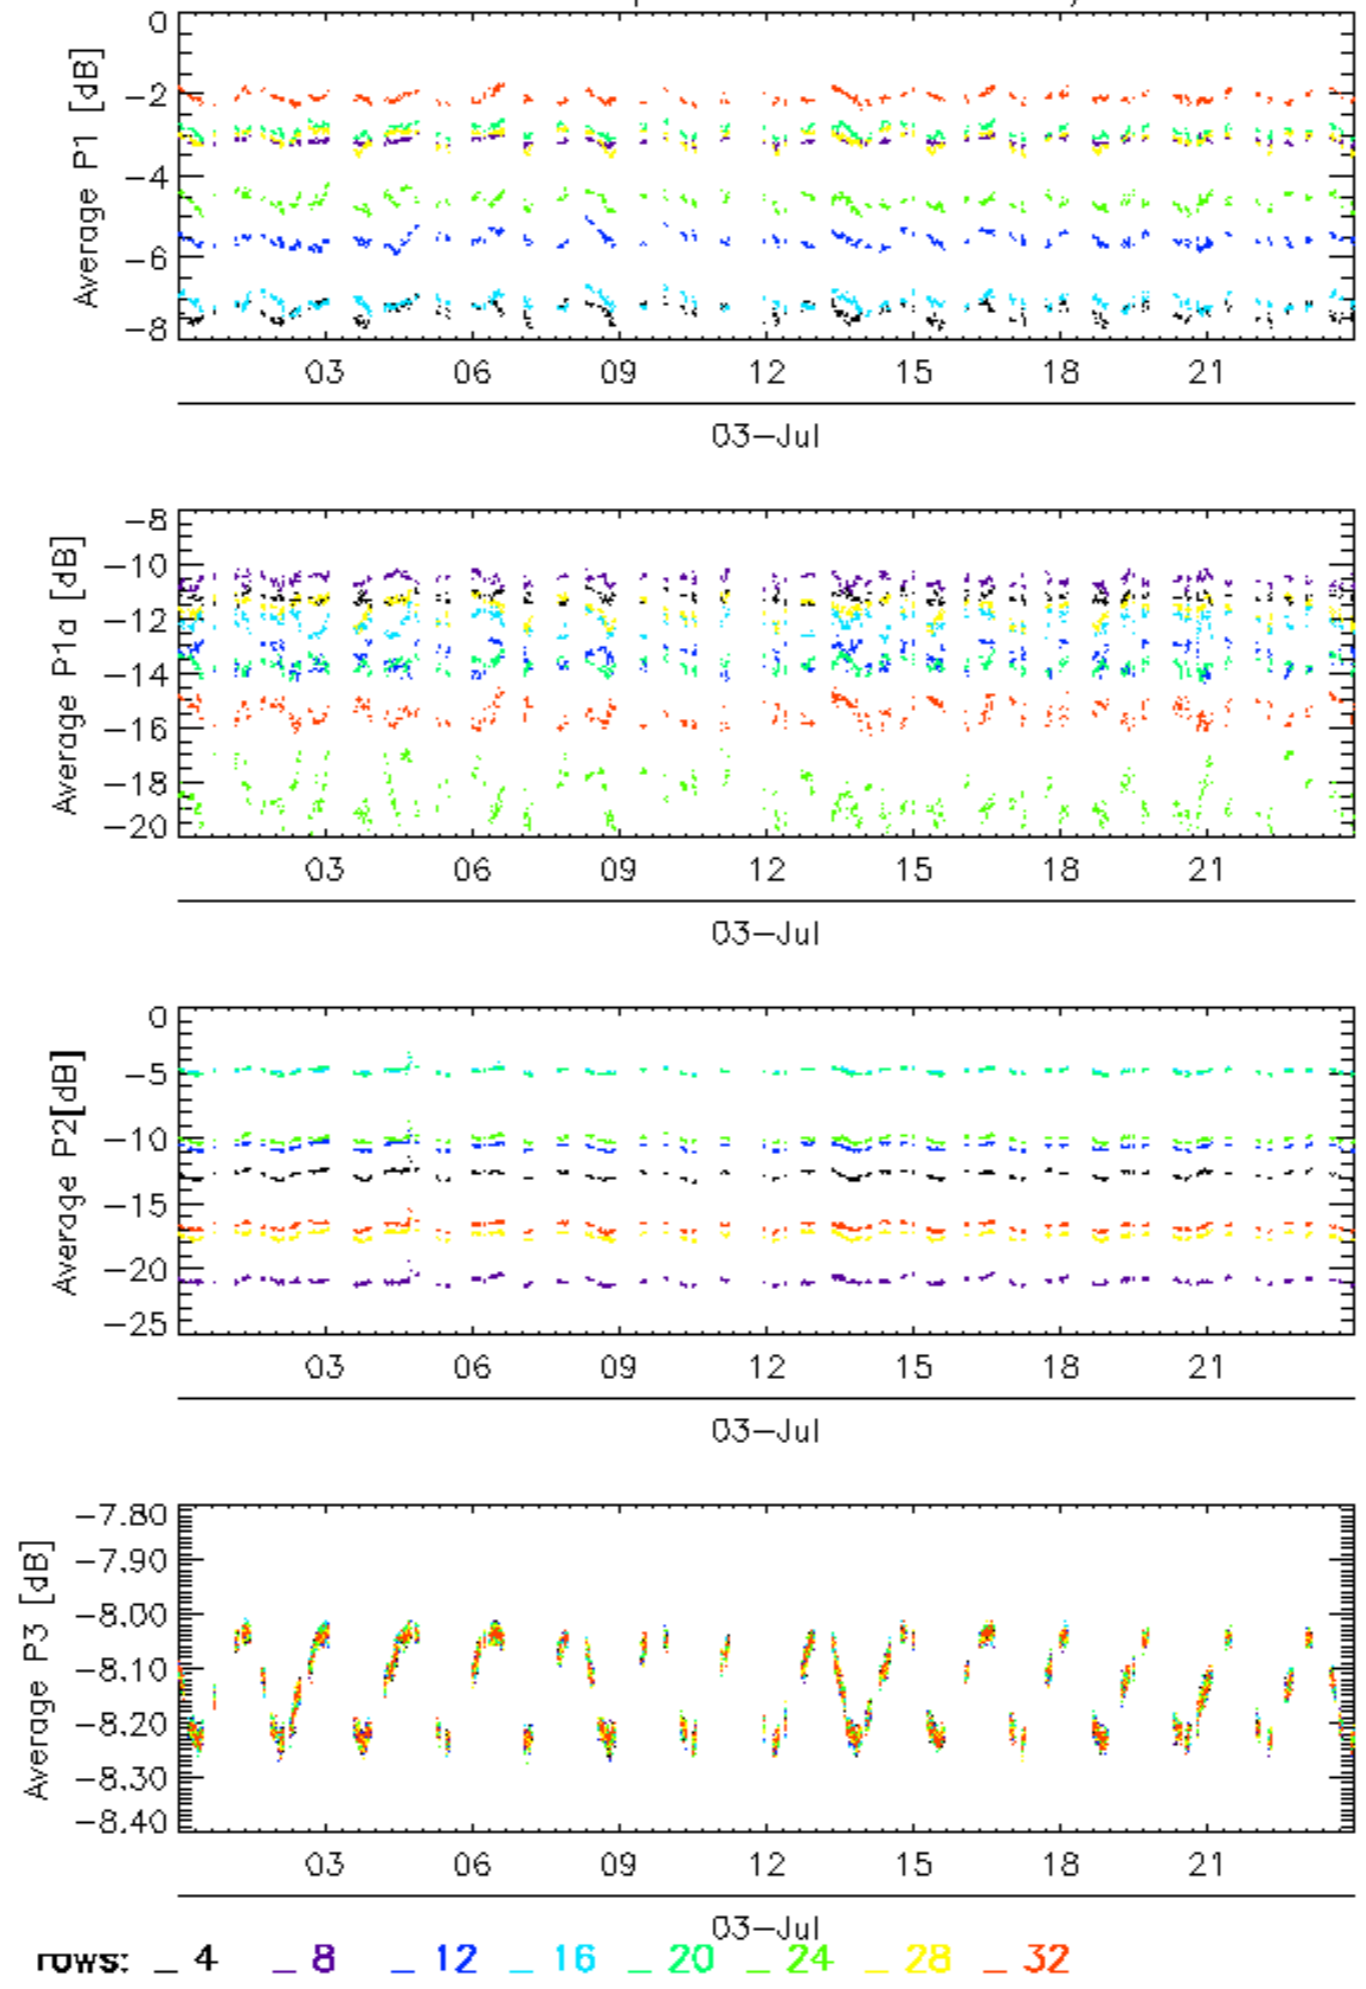 0
-2
-4
-6
-8
Average P1 [dB]
03 06 09 12 15 18 21
03-Jul
-8
-10
-12
-14
-16
-18
-20
Average P1a [dB]
03 06 09 12 15 18 21
03-Jul
0
-5
-10
-15
-20
-25
Average P2[dB]
03 06 09 12 15 18 21
03-Jul
-7.80
-7.90
-8.00
-8.10
-8.20
-8.30
-8.40
Average P3 [dB]
03 06 09 12 15 18 21
03-Jul
rows: _ 4 _ 8 _ 12 _ 16 _ 20 _ 24 _ 28 _ 32